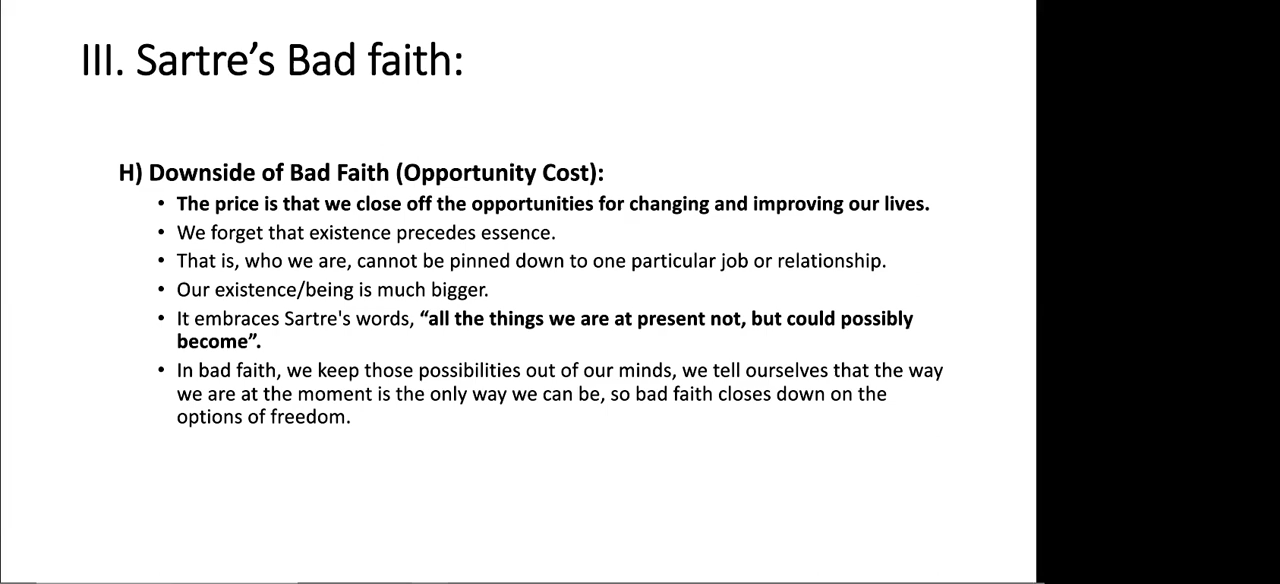 III. Sartre’s Bad faith:
H) Downside of Bad Faith (Opportunity Cost):
• The price is that we close off the opportunities for changing and improving our lives.
• We forget that existence precedes essence.
• That is, who we are, cannot be pinned down to one particular job or relationship.
• Our existence/being is much bigger.
• It embraces Sartre's words, “all the things we are at present not, but could possibly
become”.
• In bad faith, we keep those possibilities out of our minds, we tell ourselves that the way
we are at the moment is the only way we can be, so bad faith closes down on the
options of freedom.